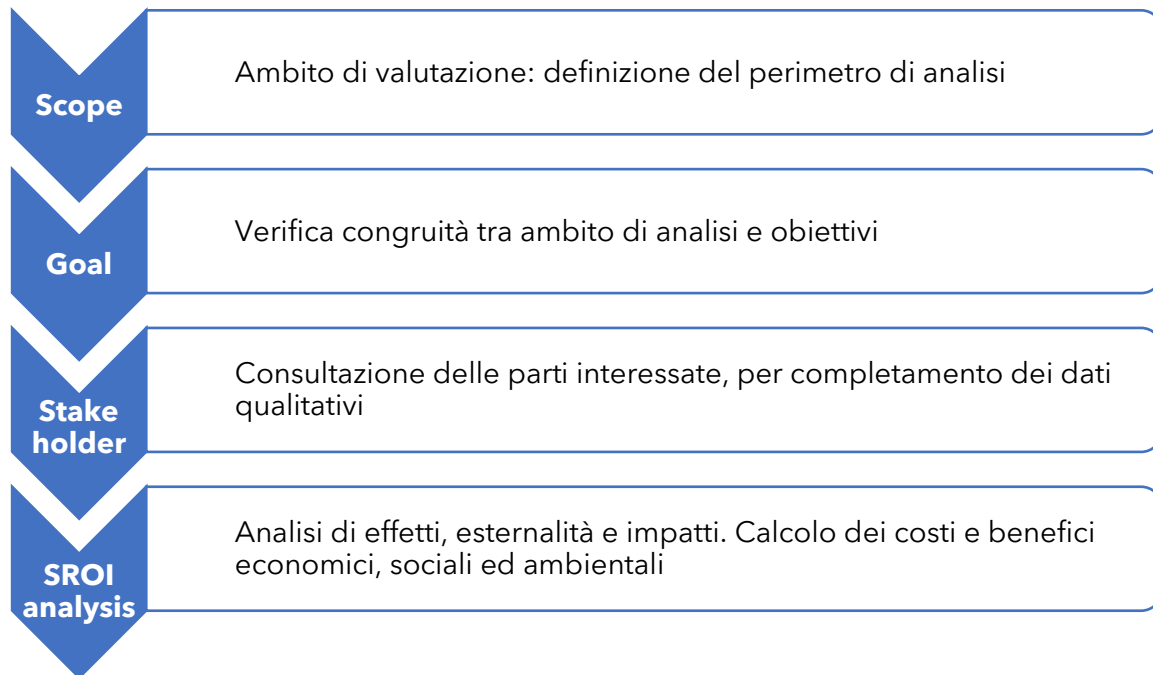 Scope
Ambito di valutazione: definizione del perimetro di analisi
Goal
Verifica congruità tra ambito di analisi e obiettivi
Stake
holder
Consultazione delle parti interessate, per completamento dei dati
qualitativi
SROI
analysis
Analisi di effetti, esternalità e impatti. Calcolo dei costi e benefici
economici, sociali ed ambientali